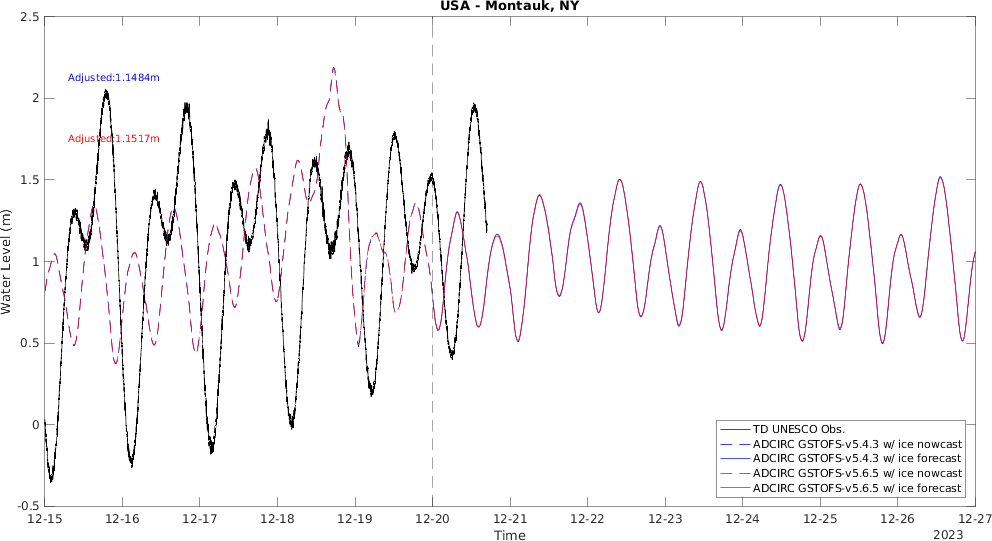 USA - Montauk, NY
2.5
2
1.5
1
0.5
0
-0.5
Water Level (m)
Adjusted:1.1484m
Adjusted:1.1517m
TD UNESCO Obs.
ADCIRC GSTOFS-v5.4.3 w/ ice nowcast
ADCIRC GSTOFS-v5.4.3 w/ ice forecast
ADCIRC GSTOFS-v5.6.5 w/ ice nowcast
ADCIRC GSTOFS-v5.6.5 w/ ice forecast
12-15 12-16 12-17 12-18 12-19 12-20 12-21 12-22 12-23 12-24 12-25 12-26 12-27
Time
2023